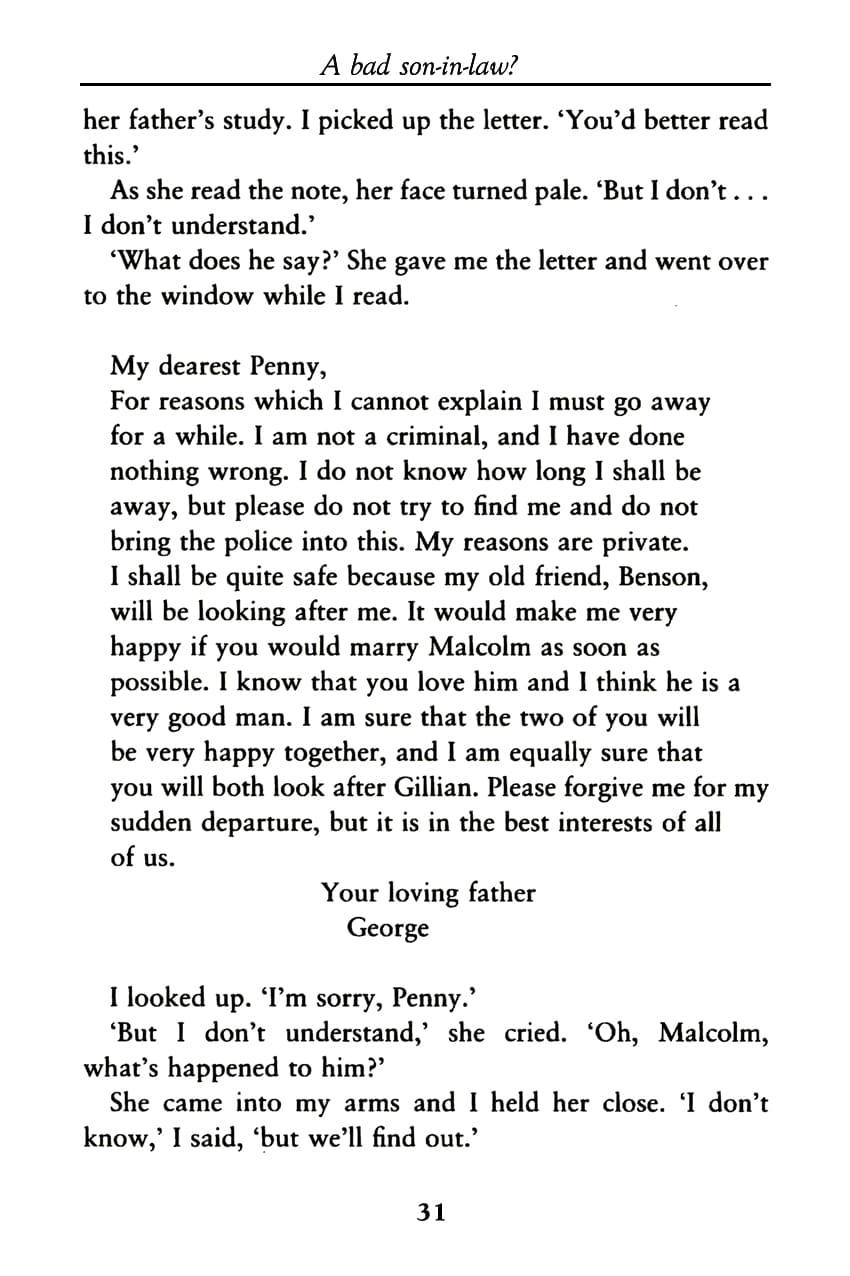 A bad son-in-law?
her father’s study. I picked up the letter. ‘You’d better read
this.’
As she read the note, her face turned pale. ‘But I don’t . . .
I don’t understand.’
‘What does he say?’ She gave me the letter and went over
to the window while I read.
My dearest Penny,
For reasons which I cannot explain I must go away
for a while. I am not a criminal, and I have done
nothing wrong. I do not know how long I shall be
away, but please do not try to find me and do not
bring the police into this. My reasons are private.
I shall be quite safe because my old friend, Benson,
will be looking after me. It would make me very
happy if you would marry Malcolm as soon as
possible. I know that you love him and I think he is a
very good man. I am sure that the two of you will
be very happy together, and I am equally sure that
you will both look after Gillian. Please forgive me for my
sudden departure, but it is in the best interests of all
of us.
Your loving father
George
I looked up. ‘I’m sorry, Penny.’
‘But I don’t understand,’ she cried. ‘Oh, Malcolm,
what’s happened to him?’
She came into my arms and I held her close. ‘I don’t
know,’ I said, ‘but we’ll find out.’
31